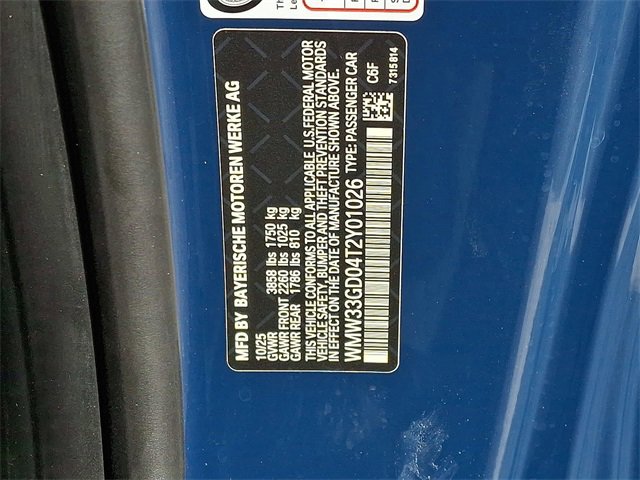 MFD BY BAYERISCHE MOTOREN WERKE AG
10/25
GVWR 3858 lbs 1750 kg
GAWR FRONT 2260 lbs 1025 kg
GAWR REAR 1786 lbs 810 kg
THIS VEHICLE CONFORMS TO ALL APPLICABLE U.S.FEDERAL MOTOR
VEHICLE SAFETY, BUMPER AND THEFT PREVENTION STANDARDS
IN EFFECT ON THE DATE OF MANUFACTURE SHOWN ABOVE.
WMW33GD04T2Y01026 TYPE: PASSENGER CAR
C6F
7315814